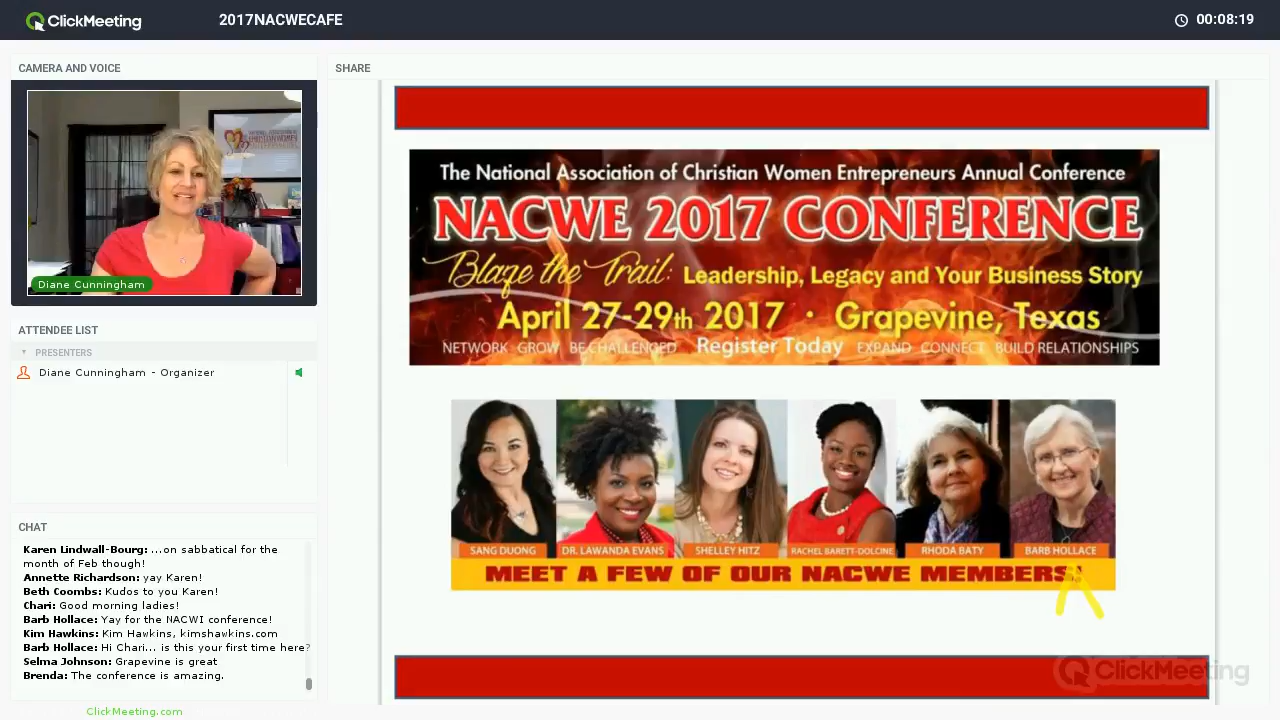 ClickMeeting
2017NACWECAFE
00:08:19
CAMERA AND VOICE
Diane Cunningham
ATTENDEE LIST
PRESENTERS
Diane Cunningham - Organizer
CHAT
Karen Lindwall-Bourg: ...on sabbatical for the
month of Feb though!
Annette Richardson: yay Karen!
Beth Coombs: Kudos to you Karen!
Chari: Good morning ladies!
Barb Hollace: Yay for the NACWI conference!
Kim Hawkins: Kim Hawkins, kimshawkins.com
Barb Hollace: Hi Chari... is this your first time here?
Selma Johnson: Grapevine is great
Brenda: The conference is amazing.
ClickMeeting.com
SHARE
The National Association of Christian Women Entrepreneurs Annual Conference
NACWE 2017 CONFERENCE
Blaze the Trail: Leadership, Legacy and Your Business Story
April 27-29th 2017 · Grapevine, Texas
NETWORK GROW BE CHALLENGED Register Today EXPAND CONNECT BUILD RELATIONSHIPS
SANG DUONG DR. LAWANDA EVANS SHELLEY HITZ RACHEL BARETT-DOLCINE RHODA BATY BARB HOLLACE
MEET A FEW OF OUR NACWE MEMBERS!
ClickMeeting